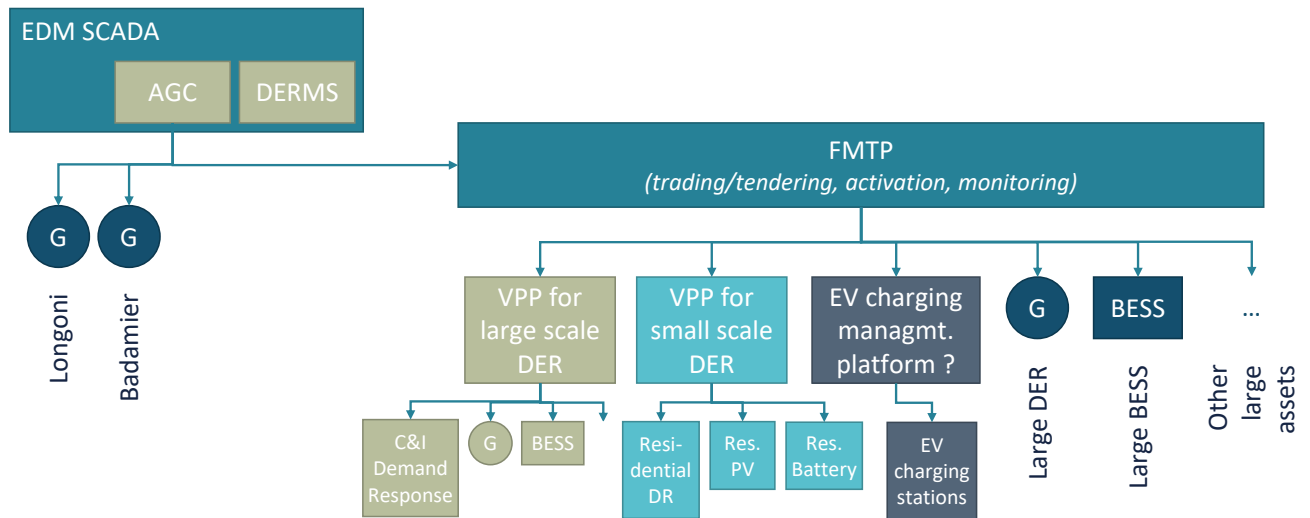 EDM SCADA
AGC
DERMS
FMTP
(trading/tendering, activation, monitoring)
G
G
Longoni
Badamier
VPP for
large scale
DER
VPP for
small scale
DER
EV charging
managmt.
platform ?
G
BESS
...
Large DER
Large BESS
Other
large
assets
C&I
Demand
Response
G
BESS
Resi-
dential
DR
Res.
PV
Res.
Battery
EV
charging
stations